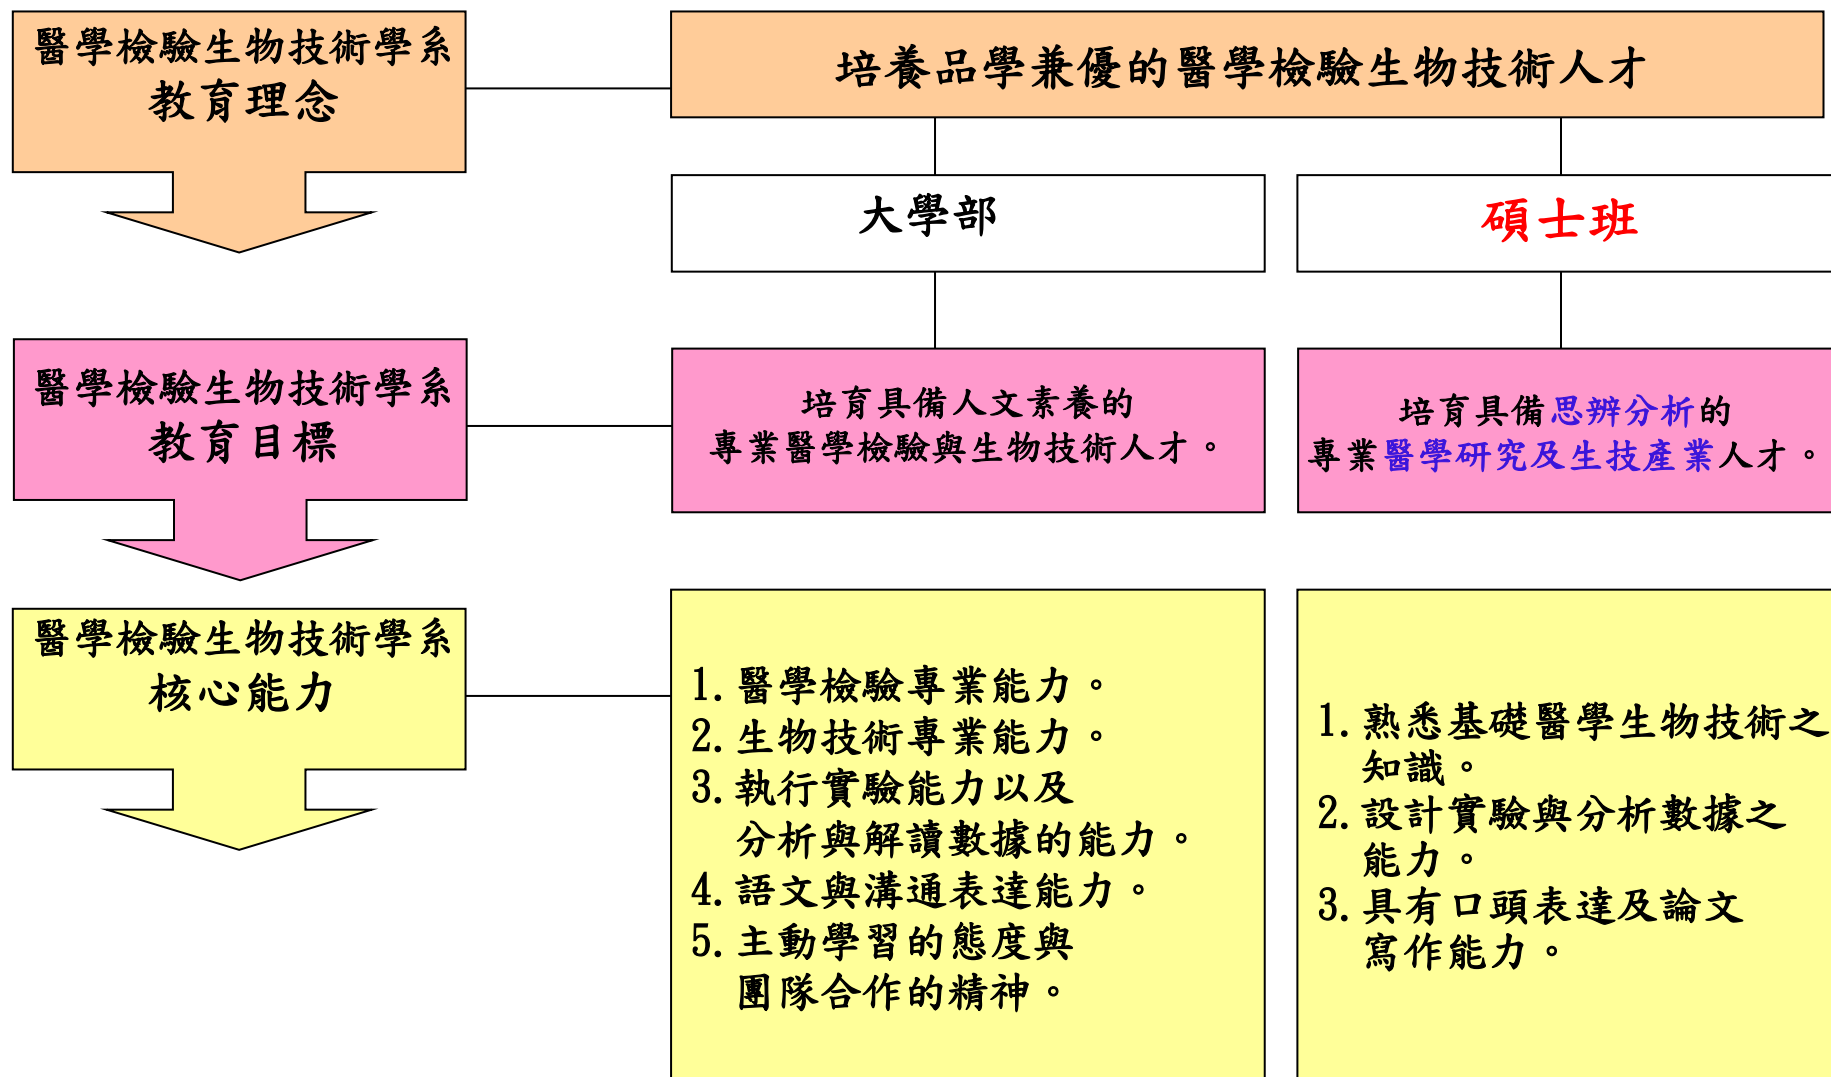 醫學檢驗生物技術學系
教育理念
培養品學兼優的醫學檢驗生物技術人才
大學部
碩士班
醫學檢驗生物技術學系
教育目標
培育具備人文素養的
專業醫學檢驗與生物技術人才。
培育具備思辨分析的
專業醫學研究及生技產業人才。
醫學檢驗生物技術學系
核心能力
1.醫學檢驗專業能力。
2.生物技術專業能力。
3.執行實驗能力以及
分析與解讀數據的能力。
4.語文與溝通表達能力。
5.主動學習的態度與
團隊合作的精神。
1.熟悉基礎醫學生物技術之
知識。
2.設計實驗與分析數據之
能力。
3.具有口頭表達及論文
寫作能力。